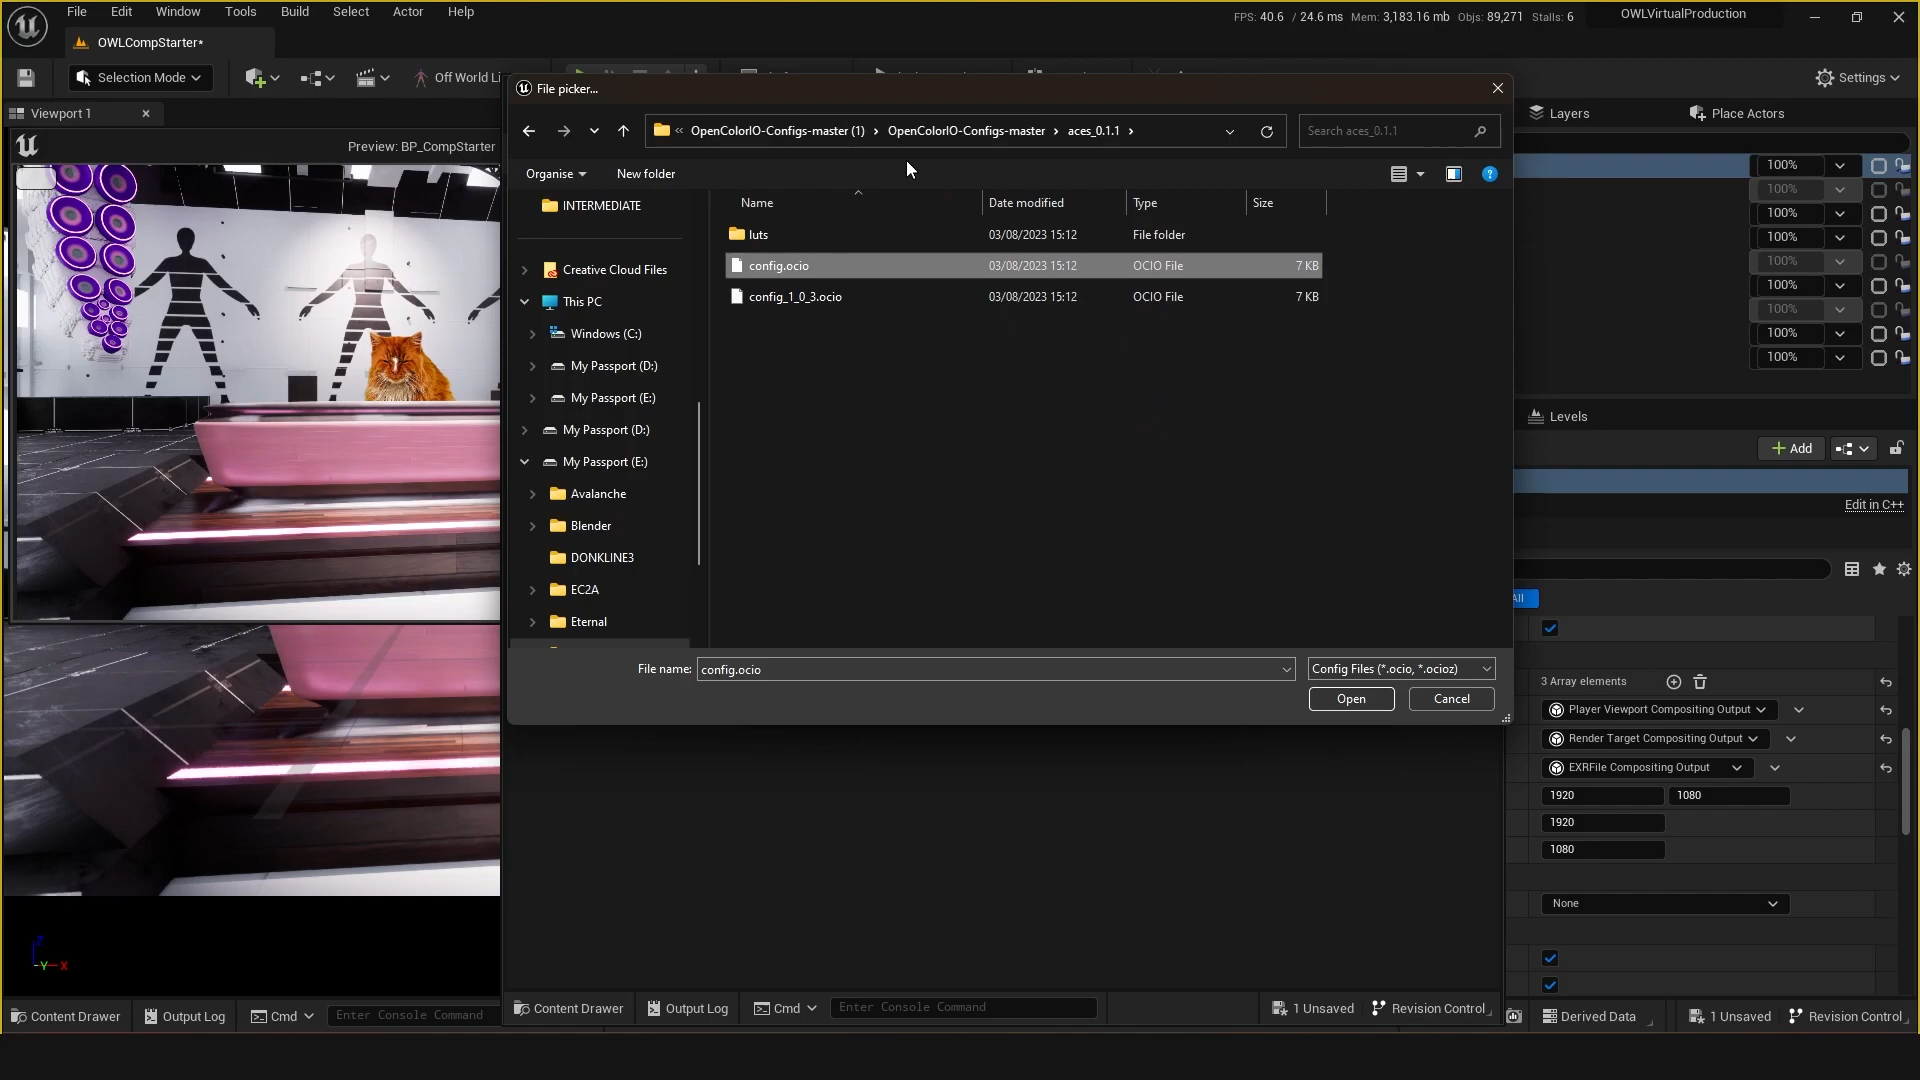 File Edit Window Tools Build Select Actor Help
FPS: 40.6 / 24.6 ms Mem: 3,183.16 mb Objs: 89,271 Stalls: 6
OWLVirtualProduction
OWLCompStarter*
Selection Mode
Off World Li
Settings
Viewport 1
Preview: BP_CompStarter
File picker...
« OpenColorIO-Configs-master (1) › OpenColorIO-Configs-master › aces_0.1.1 ›
Search aces_0.1.1
Organise
New folder
Name Date modified Type Size
luts 03/08/2023 15:12 File folder
config.ocio 03/08/2023 15:12 OCIO File 7 KB
config_1_0_3.ocio 03/08/2023 15:12 OCIO File 7 KB
INTERMEDIATE
Creative Cloud Files
This PC
Windows (C:)
My Passport (D:)
My Passport (E:)
My Passport (D:)
My Passport (E:)
Avalanche
Blender
DONKLINE3
EC2A
Eternal
File name: config.ocio
Config Files (*.ocio, *.ocioz)
Open
Cancel
Layers
Place Actors
100%
100%
100%
100%
100%
100%
100%
100%
100%
Levels
Add
Edit in C++
All
3 Array elements
Player Viewport Compositing Output
Render Target Compositing Output
EXRFile Compositing Output
1920 1080
1920
1080
None
Z
Y X
Content Drawer
Output Log
Cmd
Enter Console Command
Content Drawer
Output Log
Cmd
Enter Console Command
1 Unsaved
Revision Control
Derived Data
1 Unsaved
Revision Control